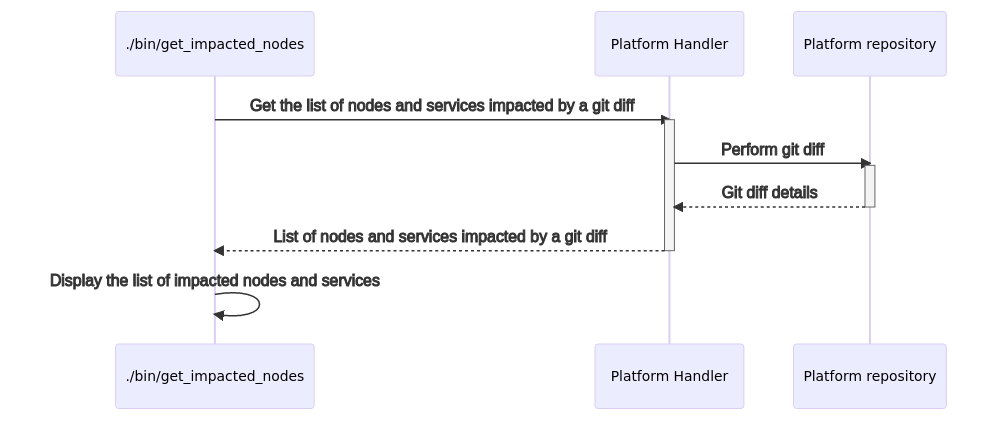 ./bin/get_impacted_nodes
Platform Handler
Platform repository
Get the list of nodes and services impacted by a git diff
Perform git diff
Git diff details
List of nodes and services impacted by a git diff
Display the list of impacted nodes and services
./bin/get_impacted_nodes
Platform Handler
Platform repository